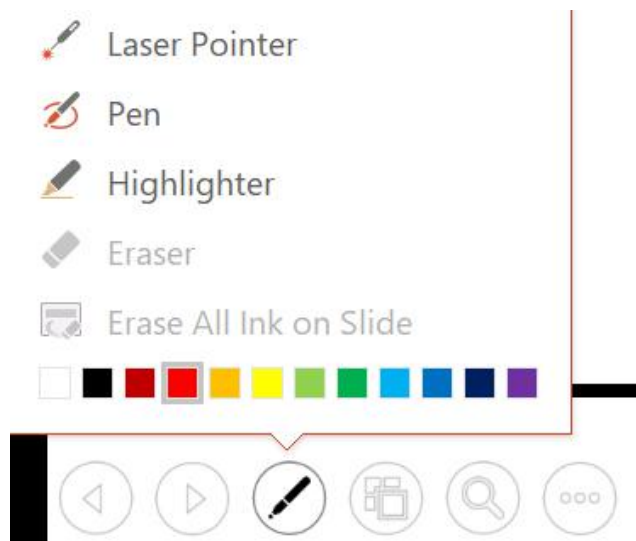 Laser Pointer
Pen
Highlighter
Eraser
Erase All Ink on Slide